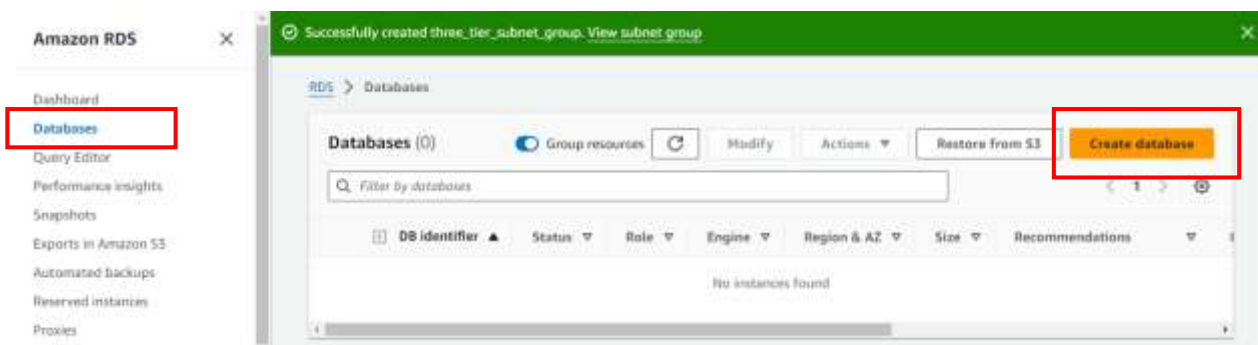 Amazon RDS
Successfully created three_tier_subnet_group. View subnet group
RDS > Databases
Dashboard
Databases
Query Editor
Performance insights
Snapshots
Exports in Amazon S3
Automated backups
Reserved instances
Proxies
Databases (0)
Group resources
Modify
Actions
Restore from S3
Create database
Filter by databases
1
DB identifier
Status
Role
Engine
Region & AZ
Size
Recommendations
No instances found